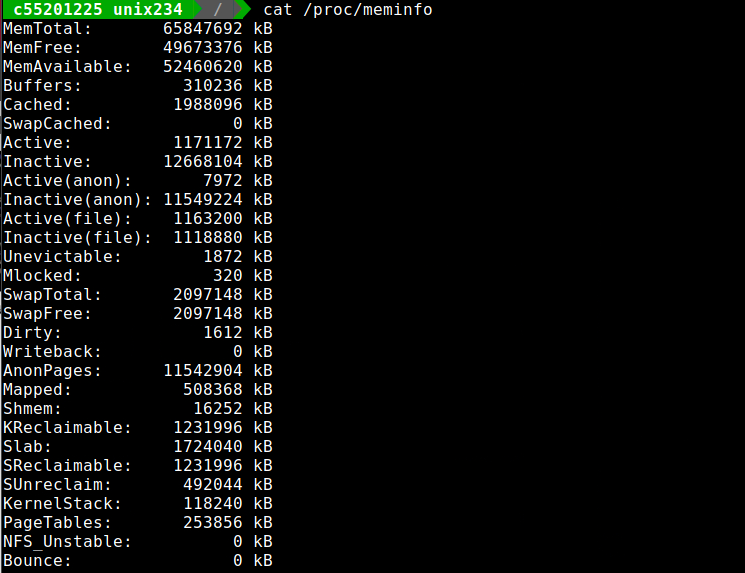 c55201225 unix234 / cat /proc/meminfo
MemTotal: 65847692 kB
MemFree: 49673376 kB
MemAvailable: 52460620 kB
Buffers: 310236 kB
Cached: 1988096 kB
SwapCached: 0 kB
Active: 1171172 kB
Inactive: 12668104 kB
Active(anon): 7972 kB
Inactive(anon): 11549224 kB
Active(file): 1163200 kB
Inactive(file): 1118880 kB
Unevictable: 1872 kB
Mlocked: 320 kB
SwapTotal: 2097148 kB
SwapFree: 2097148 kB
Dirty: 1612 kB
Writeback: 0 kB
AnonPages: 11542904 kB
Mapped: 508368 kB
Shmem: 16252 kB
KReclaimable: 1231996 kB
Slab: 1724040 kB
SReclaimable: 1231996 kB
SUnreclaim: 492044 kB
KernelStack: 118240 kB
PageTables: 253856 kB
NFS_Unstable: 0 kB
Bounce: 0 kB